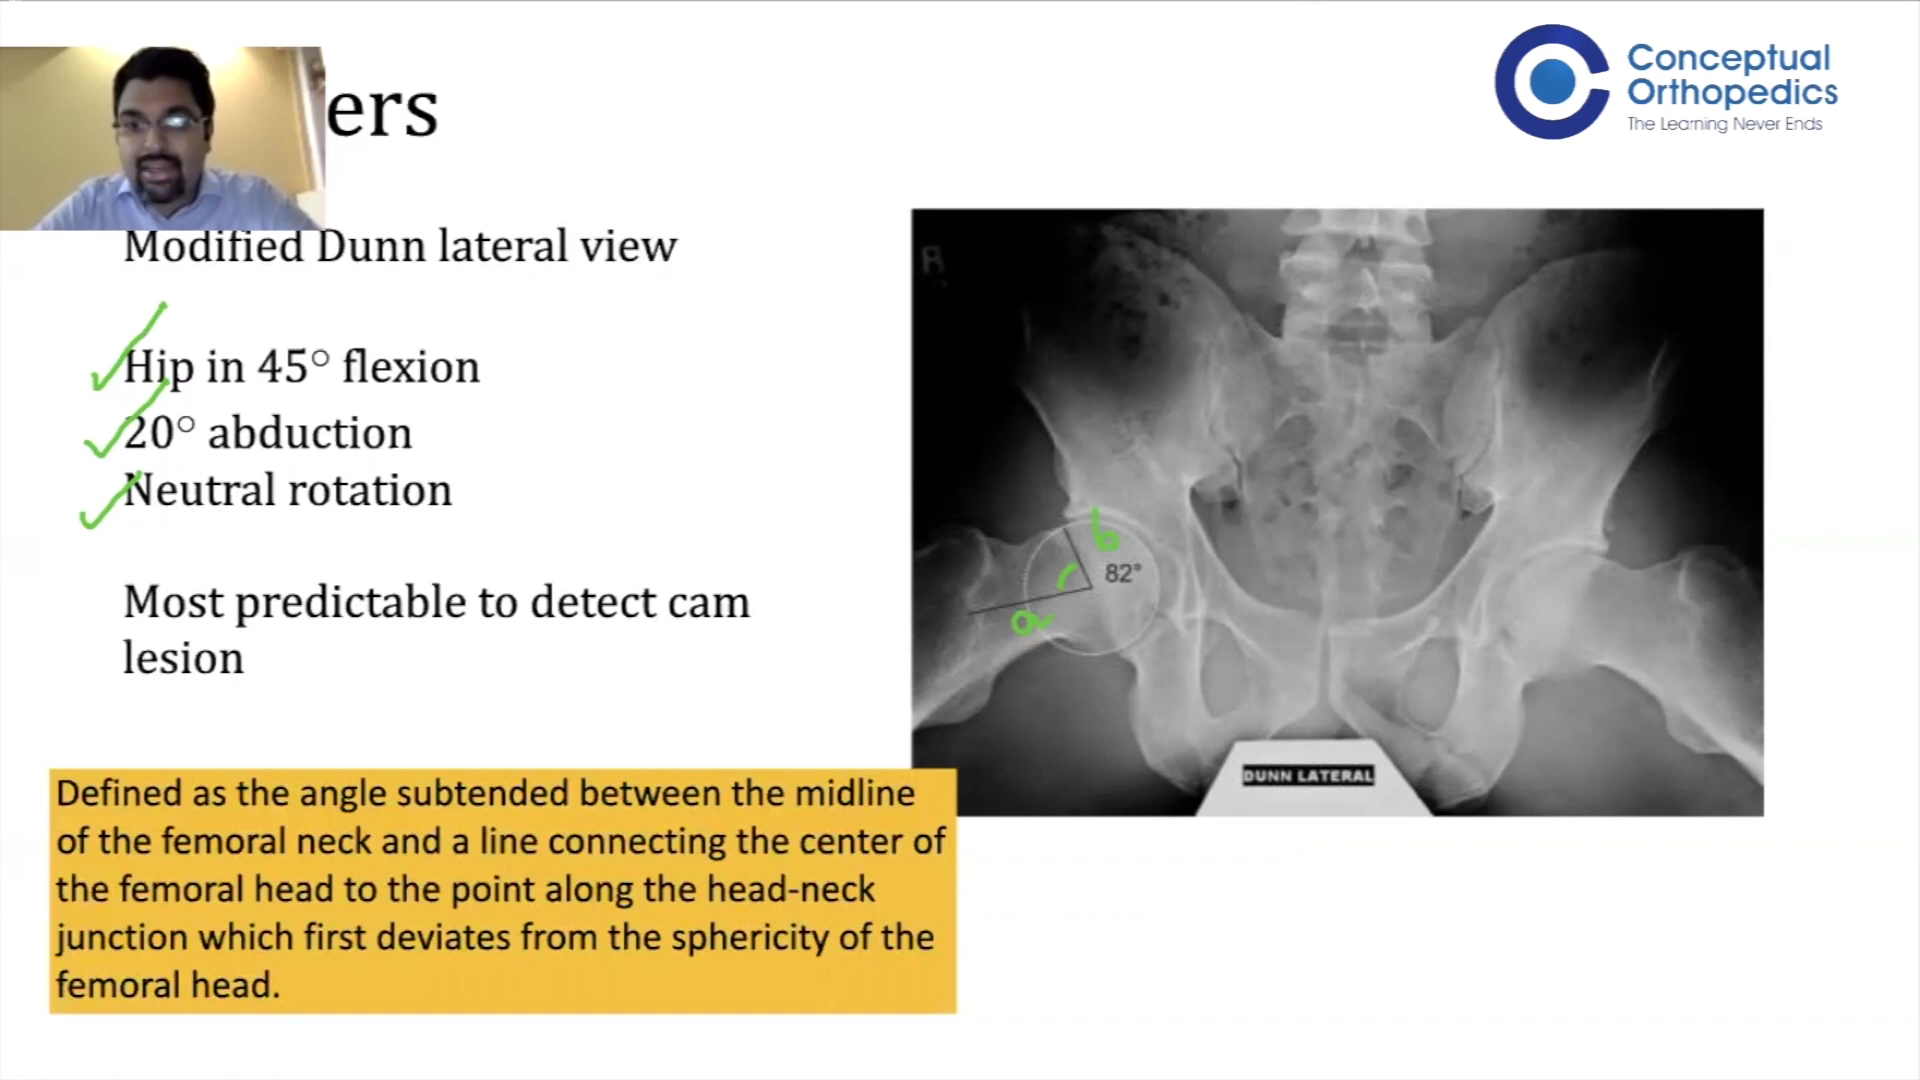 ers
Conceptual
Orthopedics
The Learning Never Ends
Modified Dunn lateral view
Hip in 45° flexion
20° abduction
Neutral rotation
Most predictable to detect cam
lesion
R
b
82°
a
DUNN LATERAL
Defined as the angle subtended between the midline
of the femoral neck and a line connecting the center of
the femoral head to the point along the head-neck
junction which first deviates from the sphericity of the
femoral head.